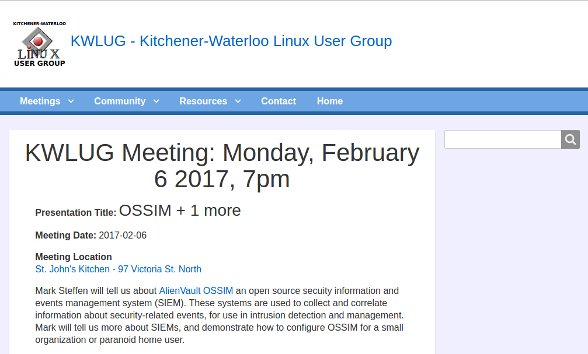 KITCHENER-WATERLOO
LINUX
USER GROUP
KWLUG - Kitchener-Waterloo Linux User Group
Meetings Community Resources Contact Home
KWLUG Meeting: Monday, February
6 2017, 7pm
Presentation Title: OSSIM + 1 more
Meeting Date: 2017-02-06
Meeting Location
St. John's Kitchen - 97 Victoria St. North
Mark Steffen will tell us about AlienVault OSSIM an open source secuity information and
events management system (SIEM). These systems are used to collect and correlate
information about security-related events, for use in intrusion detection and management.
Mark will tell us more about SIEMs, and demonstrate how to configure OSSIM for a small
organization or paranoid home user.